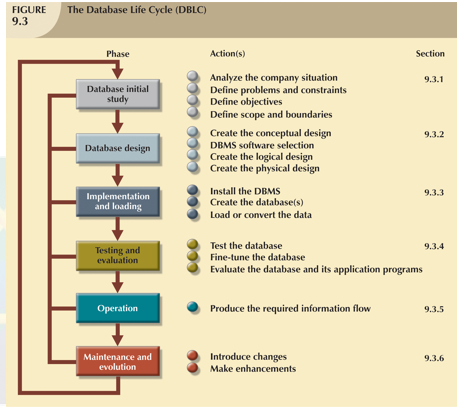 FIGURE 9.3
The Database Life Cycle (DBLC)
Phase
Action(s)
Section
Database initial study
Analyze the company situation
Define problems and constraints
Define objectives
Define scope and boundaries
9.3.1
Database design
Create the conceptual design
DBMS software selection
Create the logical design
Create the physical design
9.3.2
Implementation and loading
Install the DBMS
Create the database(s)
Load or convert the data
9.3.3
Testing and evaluation
Test the database
Fine-tune the database
Evaluate the database and its application programs
9.3.4
Operation
Produce the required information flow
9.3.5
Maintenance and evolution
Introduce changes
Make enhancements
9.3.6